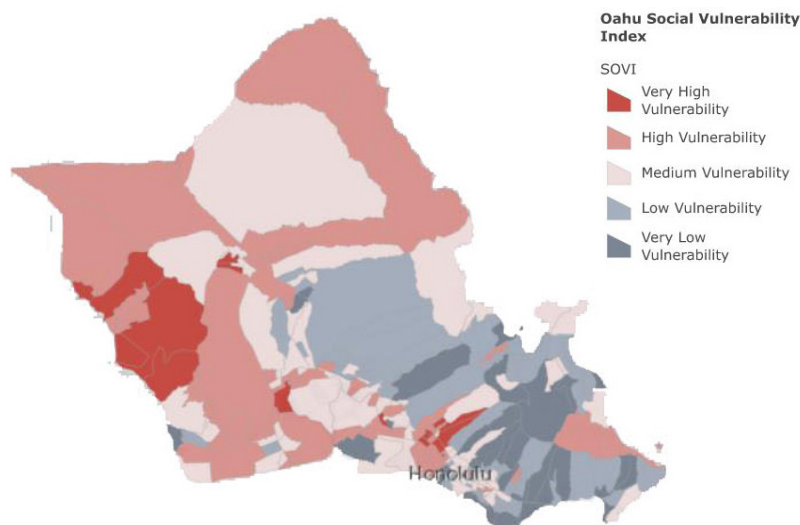 Oahu Social Vulnerability
Index
SOVI
Very High
Vulnerability
High Vulnerability
Medium Vulnerability
Low Vulnerability
Very Low
Vulnerability
Honolulu